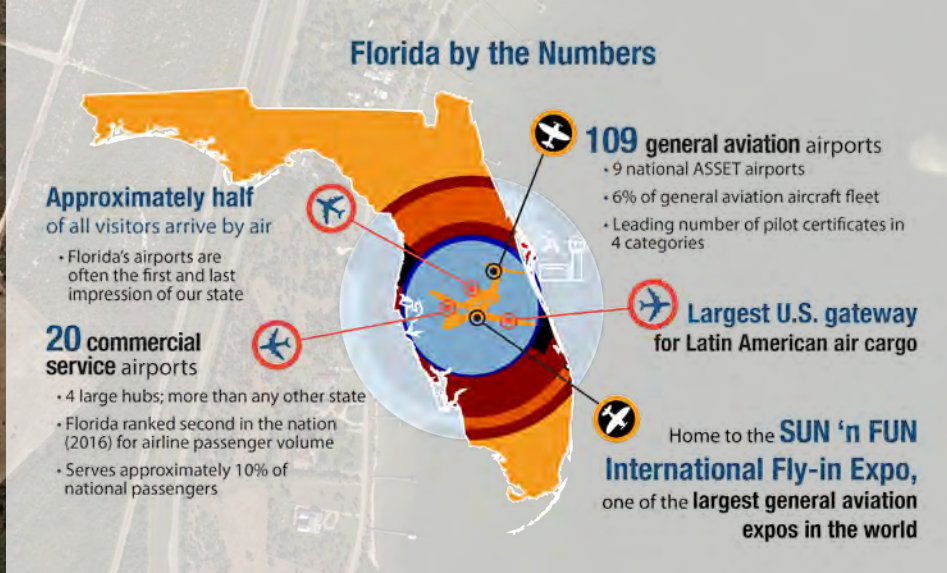 Florida by the Numbers
Approximately half
of all visitors arrive by air
• Florida's airports are
often the first and last
impression of our state
20 commercial
service airports
• 4 large hubs; more than any other state
• Florida ranked second in the nation
(2016) for airline passenger volume
• Serves approximately 10% of
national passengers
109 general aviation airports
• 9 national ASSET airports
• 6% of general aviation aircraft fleet
• Leading number of pilot certificates in
4 categories
Largest U.S. gateway
for Latin American air cargo
Home to the SUN 'n FUN
International Fly-in Expo,
one of the largest general aviation
expos in the world